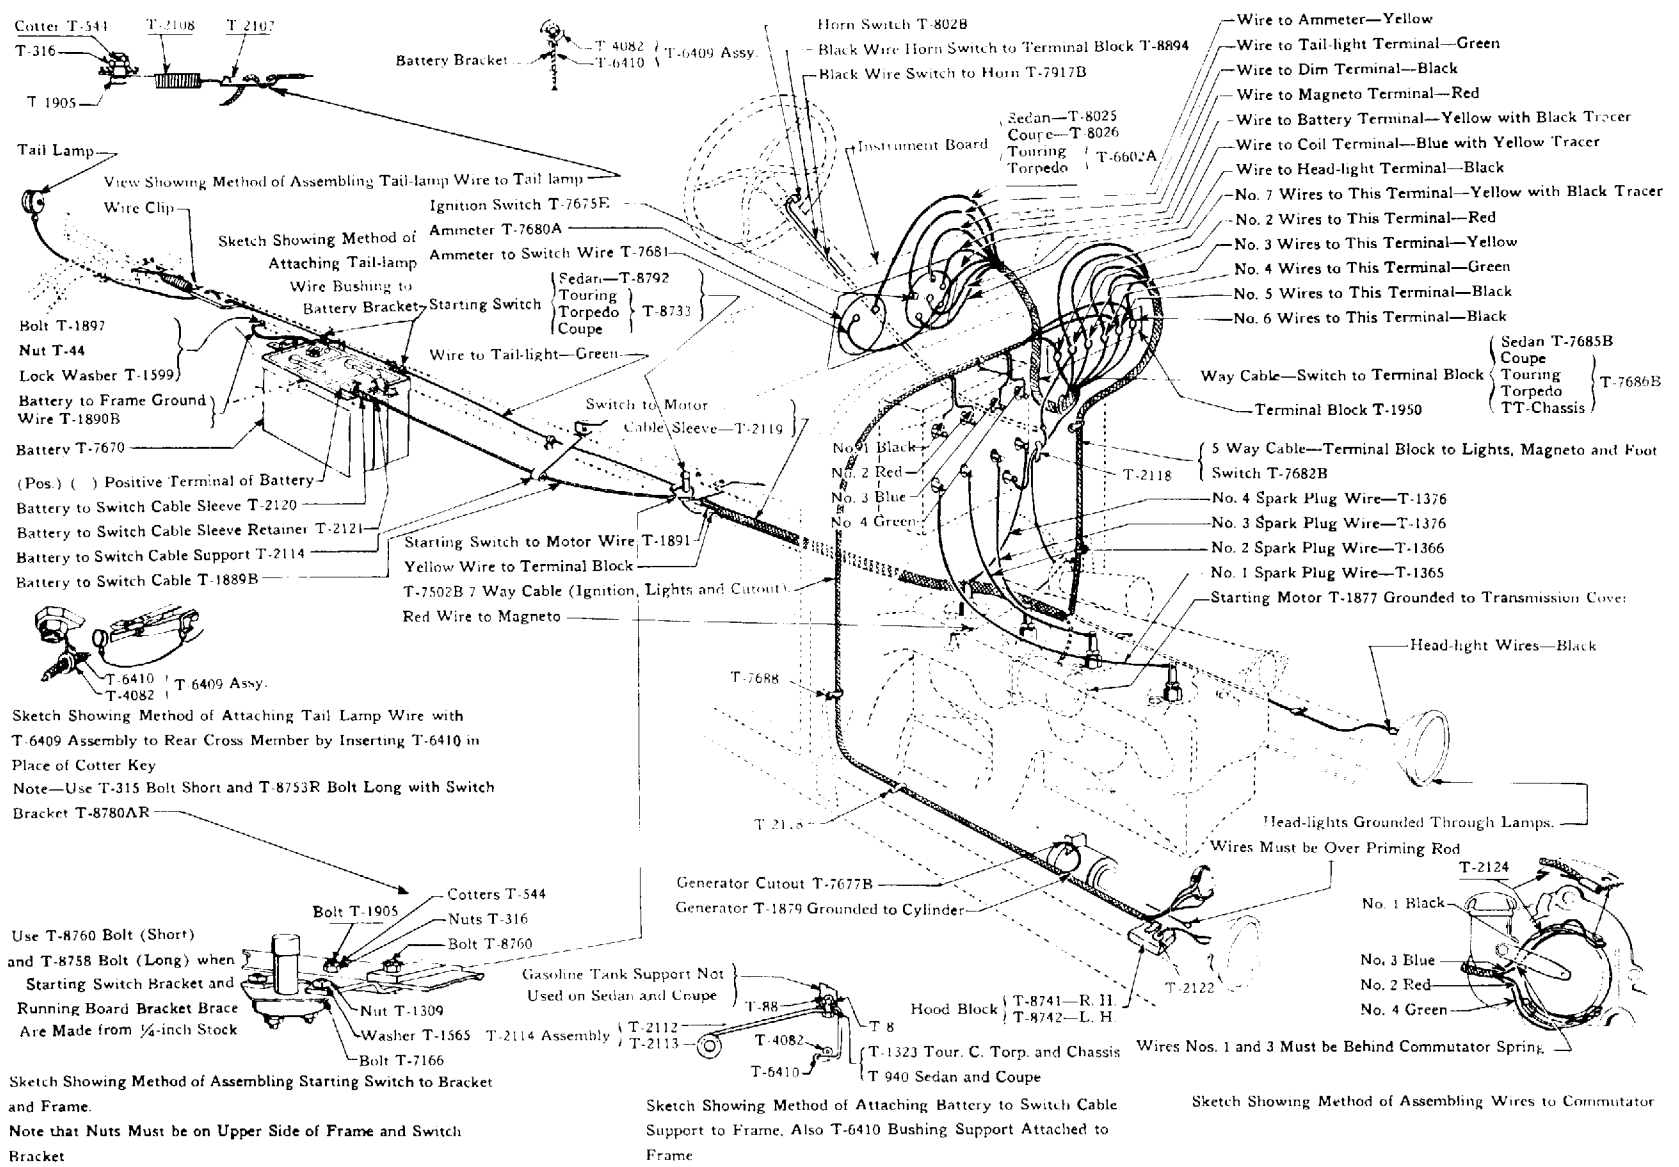 Cotter T-544
T-2108
T 2107
T-316
T 1905
Battery Bracket
T 4082
T-6410
T-6409 Assy.
Horn Switch T-802B
Black Wire Horn Switch to Terminal Block T-8894
Black Wire Switch to Horn T-7917B
Instrument Board
Sedan—T-8025
Coupe—T-8026
Touring
Torpedo
T-6602A
Wire to Ammeter—Yellow
Wire to Tail-light Terminal—Green
Wire to Dim Terminal—Black
Wire to Magneto Terminal—Red
Wire to Battery Terminal—Yellow with Black Tracer
Wire to Coil Terminal—Blue with Yellow Tracer
Wire to Head-light Terminal—Black
No. 7 Wires to This Terminal—Yellow with Black Tracer
No. 2 Wires to This Terminal—Red
No. 3 Wires to This Terminal—Yellow
No. 4 Wires to This Terminal—Green
No. 5 Wires to This Terminal—Black
No. 6 Wires to This Terminal—Black
Tail Lamp
View Showing Method of Assembling Tail-lamp Wire to Tail lamp
Wire Clip
Ignition Switch T-7675E
Ammeter T-7680A
Ammeter to Switch Wire T-7681
Sketch Showing Method of
Attaching Tail-lamp
Wire Bushing to
Battery Bracket
Starting Switch
Sedan—T-8792
Touring
Torpedo
Coupe
T-8733
Wire to Tail-light—Green
Bolt T-1897
Nut T-44
Lock Washer T-1599
Battery to Frame Ground
Wire T-1890B
Battery T-7670
(Pos.) ( ) Positive Terminal of Battery
Battery to Switch Cable Sleeve T-2120
Battery to Switch Cable Sleeve Retainer T-2121
Battery to Switch Cable Support T-2114
Battery to Switch Cable T-1889B
Switch to Motor
Cable Sleeve—T-2119
Starting Switch to Motor Wire T-1891
Yellow Wire to Terminal Block
T-7502B 7 Way Cable (Ignition, Lights and Cutout)
Red Wire to Magneto
No. 1 Black
No. 2 Red
No. 3 Blue
No. 4 Green
T-2118
Way Cable—Switch to Terminal Block
Sedan T-7685B
Coupe
Touring
Torpedo
TT-Chassis
T-7686B
Terminal Block T-1950
5 Way Cable—Terminal Block to Lights, Magneto and Foot
Switch T-7682B
No. 4 Spark Plug Wire—T-1376
No. 3 Spark Plug Wire—T-1376
No. 2 Spark Plug Wire—T-1366
No. 1 Spark Plug Wire—T-1365
Starting Motor T-1877 Grounded to Transmission Cover
Head-light Wires—Black
T-6410
T-4082
T-6409 Assy.
Sketch Showing Method of Attaching Tail Lamp Wire with
T-6409 Assembly to Rear Cross Member by Inserting T-6410 in
Place of Cotter Key
Note—Use T-315 Bolt Short and T-8753R Bolt Long with Switch
Bracket T-8780AR
T-7688
Head-lights Grounded Through Lamps.
Wires Must be Over Priming Rod
Generator Cutout T-7677B
Generator T-1879 Grounded to Cylinder
T-2122
Hood Block
T-8741—R. H.
T-8742—L. H.
Cotters T-544
Bolt T-1905
Nuts T-316
Bolt T-8760
Use T-8760 Bolt (Short)
and T-8758 Bolt (Long) when
Starting Switch Bracket and
Running Board Bracket Brace
Are Made from ¼-inch Stock
Nut T-1309
Washer T-1565
Bolt T-7166
Sketch Showing Method of Assembling Starting Switch to Bracket
and Frame.
Note that Nuts Must be on Upper Side of Frame and Switch
Bracket
Gasoline Tank Support Not
Used on Sedan and Coupe
T-88
T 8
T-2114 Assembly
T-2112
T-2113
T-4082
T-6410
T-1323 Tour. C. Torp. and Chassis
T 940 Sedan and Coupe
Sketch Showing Method of Attaching Battery to Switch Cable
Support to Frame, Also T-6410 Bushing Support Attached to
Frame
T-2124
No. 1 Black
No. 3 Blue
No. 2 Red
No. 4 Green
Wires Nos. 1 and 3 Must be Behind Commutator Spring
Sketch Showing Method of Assembling Wires to Commutator